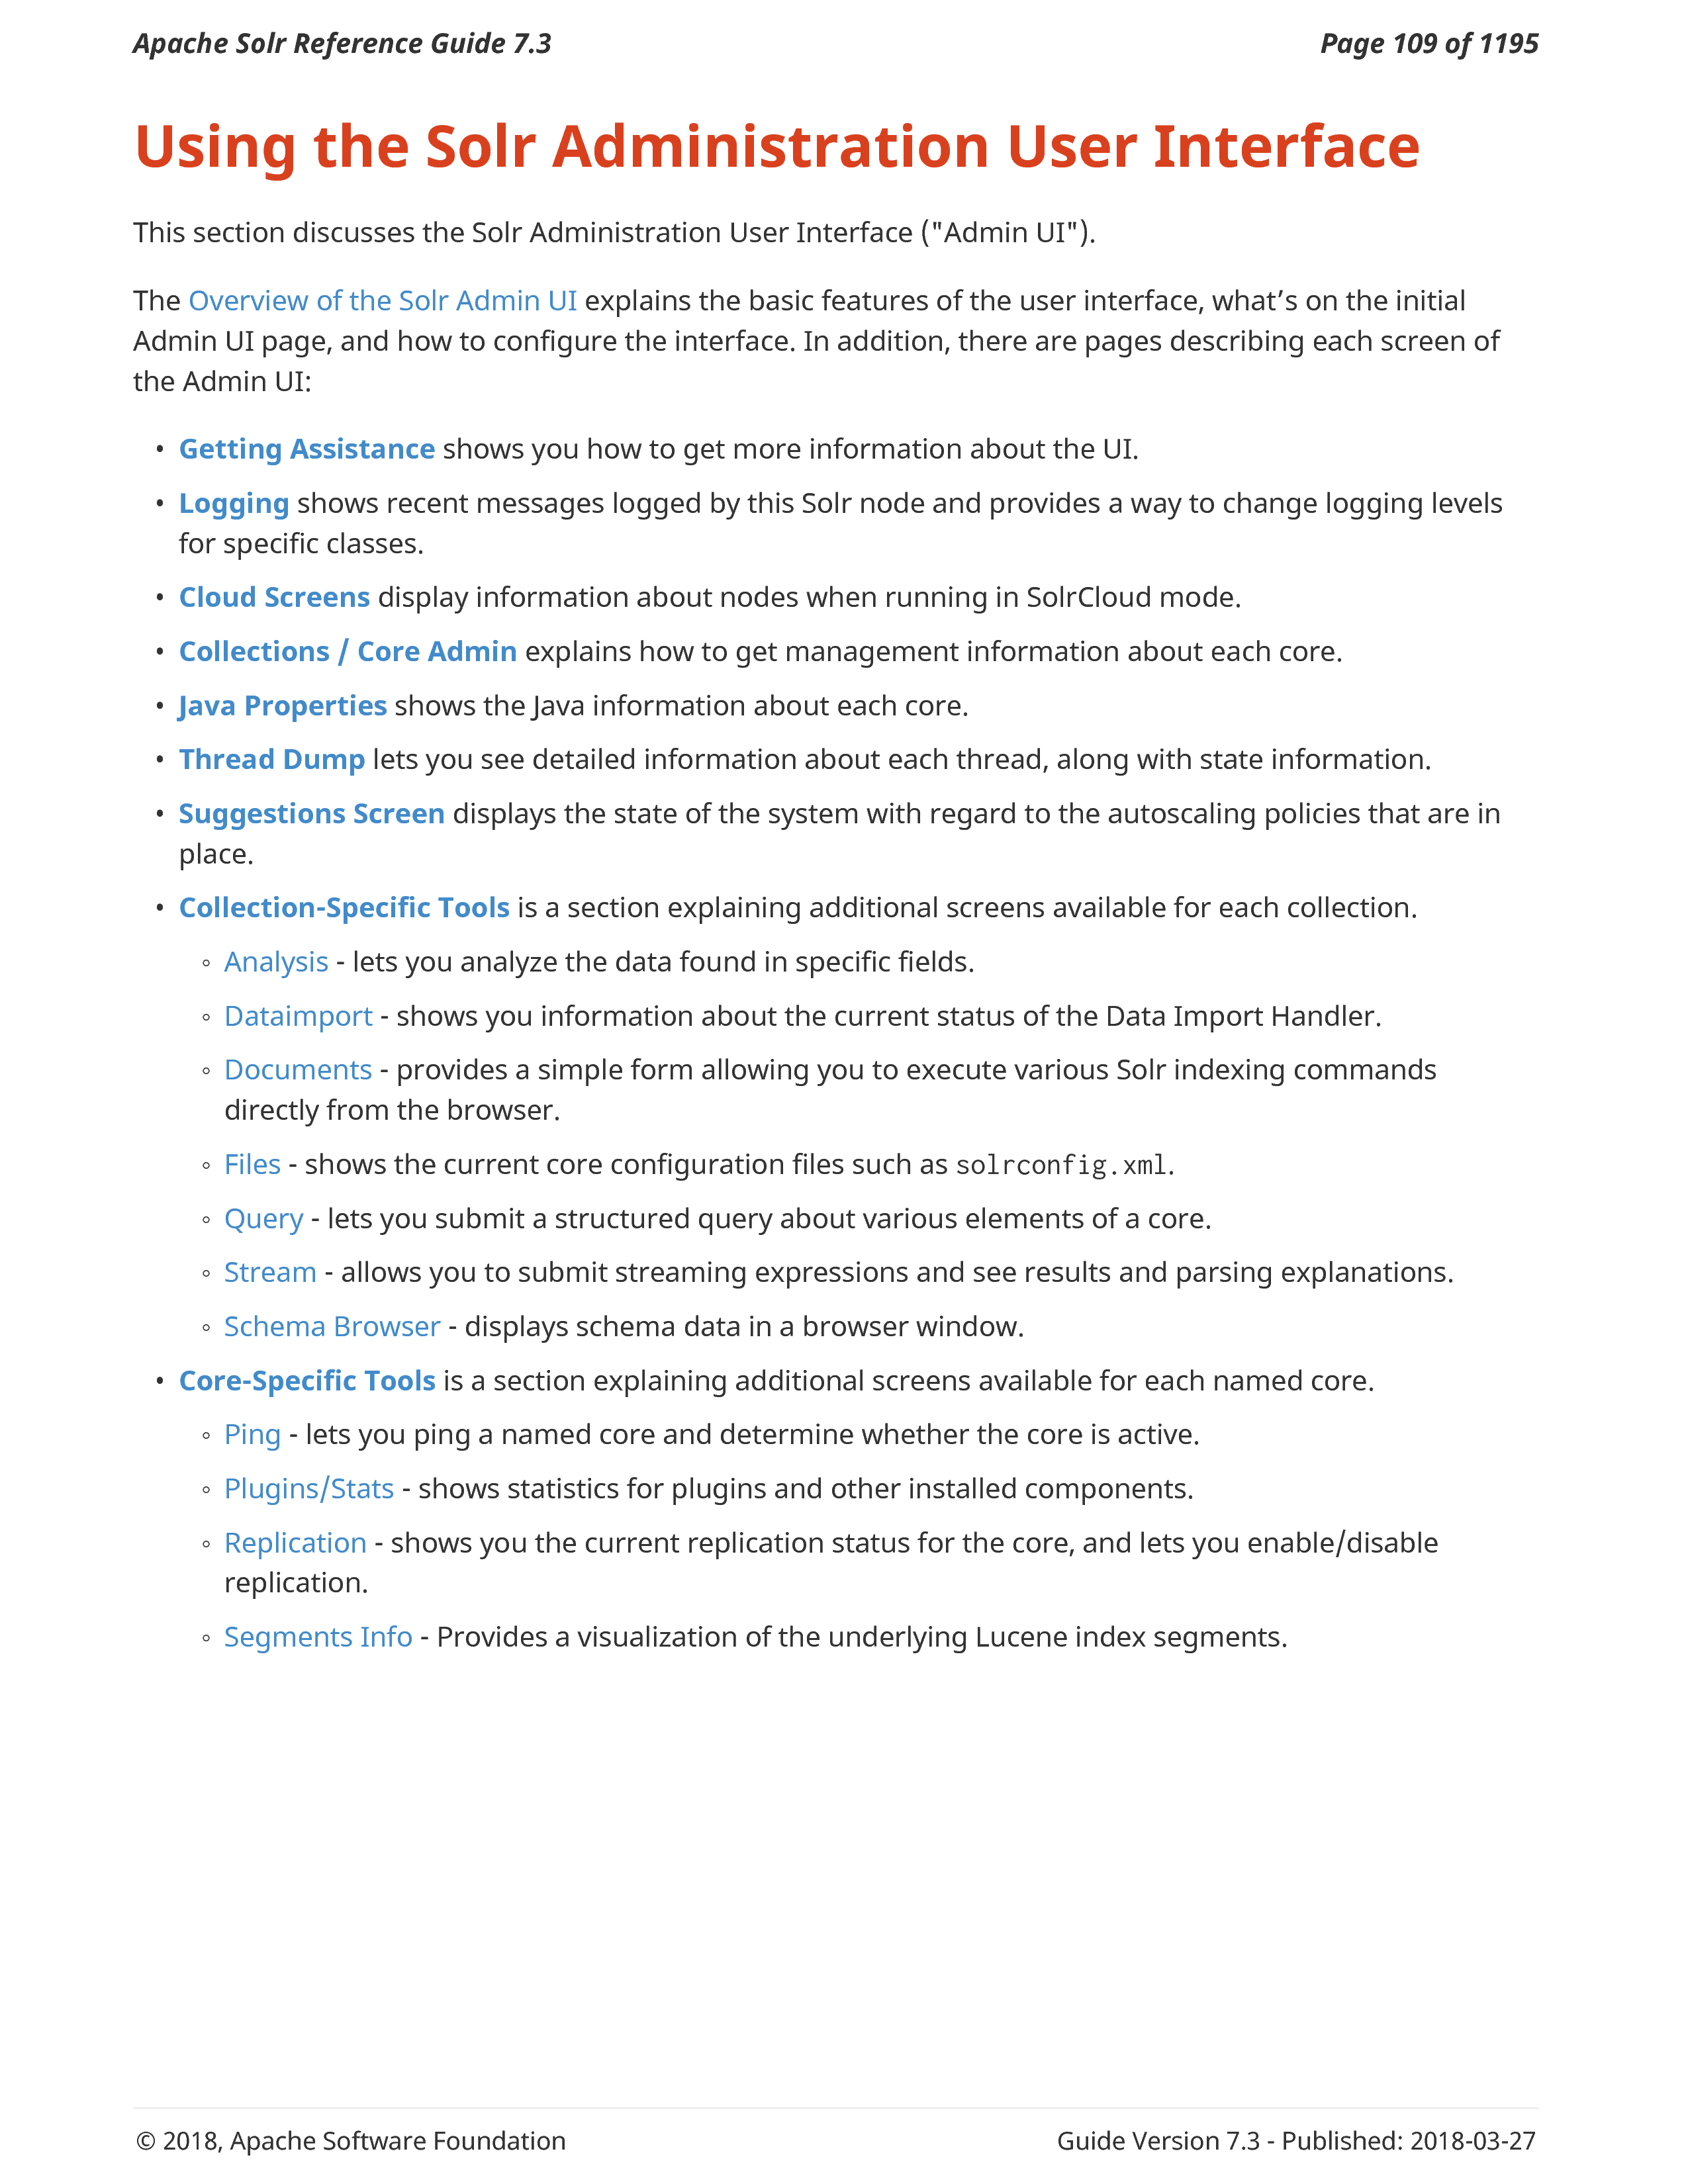 Apache Solr Reference Guide 7.3
Page 109 of 1195
Using the Solr Administration User Interface
This section discusses the Solr Administration User Interface ("Admin UI").
The Overview of the Solr Admin UI explains the basic features of the user interface, what’s on the initial
Admin UI page, and how to configure the interface. In addition, there are pages describing each screen of
the Admin UI:
• Getting Assistance shows you how to get more information about the UI.
• Logging shows recent messages logged by this Solr node and provides a way to change logging levels
for specific classes.
• Cloud Screens display information about nodes when running in SolrCloud mode.
• Collections / Core Admin explains how to get management information about each core.
• Java Properties shows the Java information about each core.
• Thread Dump lets you see detailed information about each thread, along with state information.
• Suggestions Screen displays the state of the system with regard to the autoscaling policies that are in
place.
• Collection-Specific Tools is a section explaining additional screens available for each collection.
◦ Analysis - lets you analyze the data found in specific fields.
◦ Dataimport - shows you information about the current status of the Data Import Handler.
◦ Documents - provides a simple form allowing you to execute various Solr indexing commands
directly from the browser.
◦ Files - shows the current core configuration files such as solrconfig.xml.
◦ Query - lets you submit a structured query about various elements of a core.
◦ Stream - allows you to submit streaming expressions and see results and parsing explanations.
◦ Schema Browser - displays schema data in a browser window.
• Core-Specific Tools is a section explaining additional screens available for each named core.
◦ Ping - lets you ping a named core and determine whether the core is active.
◦ Plugins/Stats - shows statistics for plugins and other installed components.
◦ Replication - shows you the current replication status for the core, and lets you enable/disable
replication.
◦ Segments Info - Provides a visualization of the underlying Lucene index segments.
© 2018, Apache Software Foundation
Guide Version 7.3 - Published: 2018-03-27